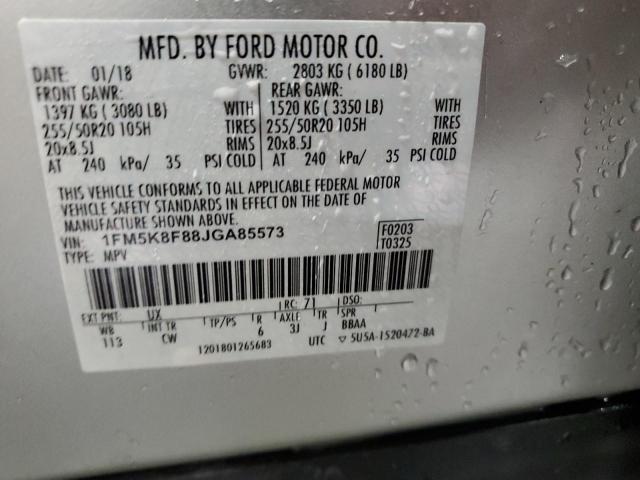 MFD. BY FORD MOTOR CO.
DATE: 01/18 GVWR: 2803 KG ( 6180 LB)
FRONT GAWR: REAR GAWR:
1397 KG ( 3080 LB) WITH 1520 KG ( 3350 LB) WITH
255/50R20 105H TIRES 255/50R20 105H TIRES
20x8.5J RIMS 20x8.5J RIMS
AT 240 kPa/ 35 PSI COLD AT 240 kPa/ 35 PSI COLD
THIS VEHICLE CONFORMS TO ALL APPLICABLE FEDERAL MOTOR
VEHICLE SAFETY STANDARDS IN EFFECT ON THE DATE OF
MANUFACTURE SHOWN ABOVE.
VIN: 1FM5K8F88JGA85573 F0203
TYPE: MPV T0325
EXT PNT: UX RC: 71 DSO:
WB INT TR TP/PS R AXLE TR SPR
113 CW 6 3J J BBAA
1201801265683 UTC ▽ 5U5A-1520472-BA